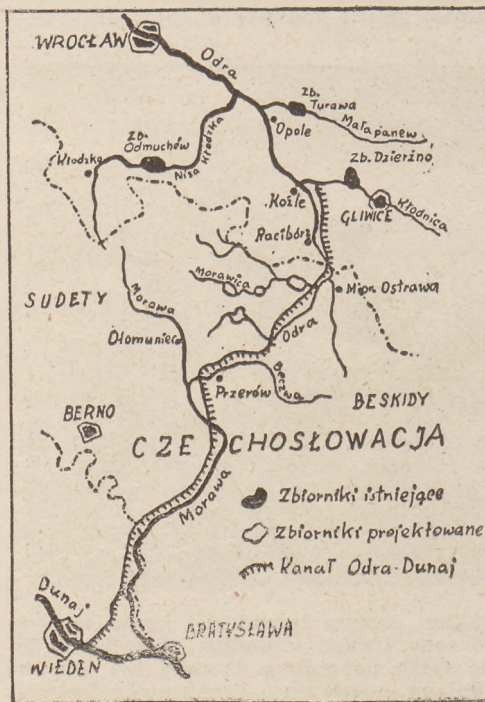 WROCŁAW
Odra
Zb.
Turawa
Mała panew
Opole
Zb.
Odmuchów
Kłodzko
Nisa Kłodzka
Zb. Dzierżno
Koźle
GLIWICE
Kłodnica
Racibórz
Morawica
Mor. Ostrawa
SUDETY
Morawa
Odra
Ołomuniec
Przerów
Beczwa
BESKIDY
BERNO
CZECHOSŁOWACJA
Morawa
Zbiorniki istniejące
Zbiorniki projektowane
Kanał Odra-Dunaj
Dunaj
BRATYSŁAWA
WIEDEŃ